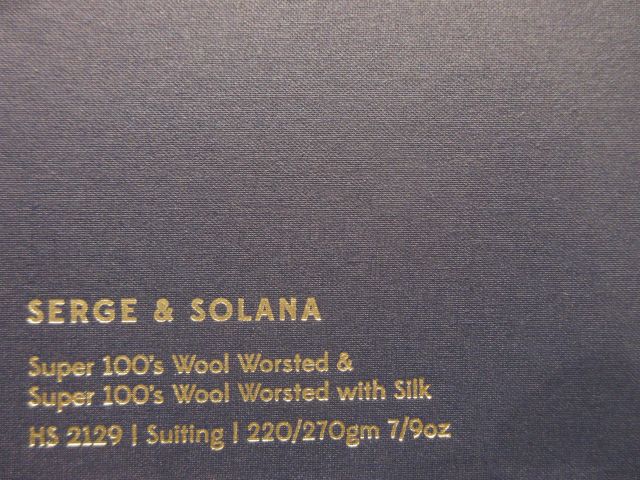 SERGE & SOLANA
Super 100's Wool Worsted &
Super 100's Wool Worsted with Silk
HS 2129 | Suiting | 220/270gm 7/9oz